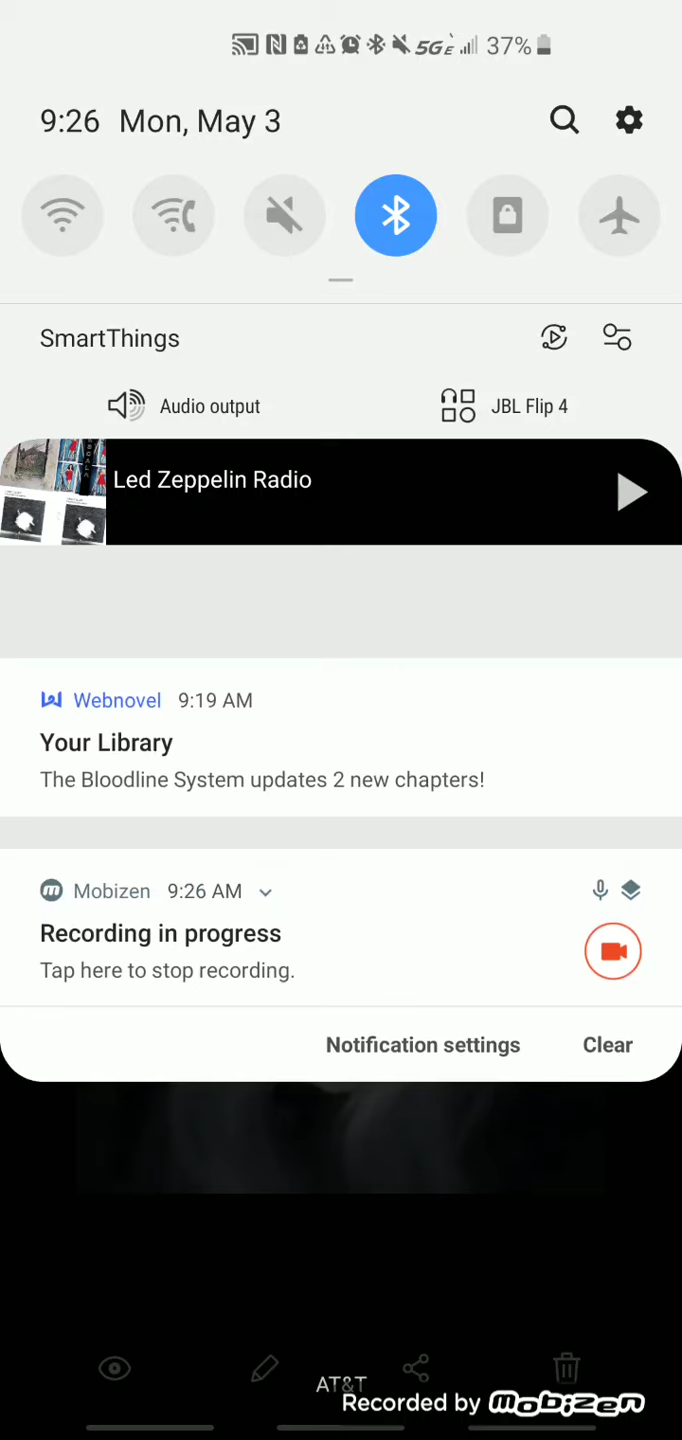 5GE 37%
9:26 Mon, May 3
SmartThings
Audio output JBL Flip 4
Led Zeppelin Radio
Webnovel 9:19 AM
Your Library
The Bloodline System updates 2 new chapters!
Mobizen 9:26 AM
Recording in progress
Tap here to stop recording.
Notification settings Clear
AT&T
Recorded by mobizen